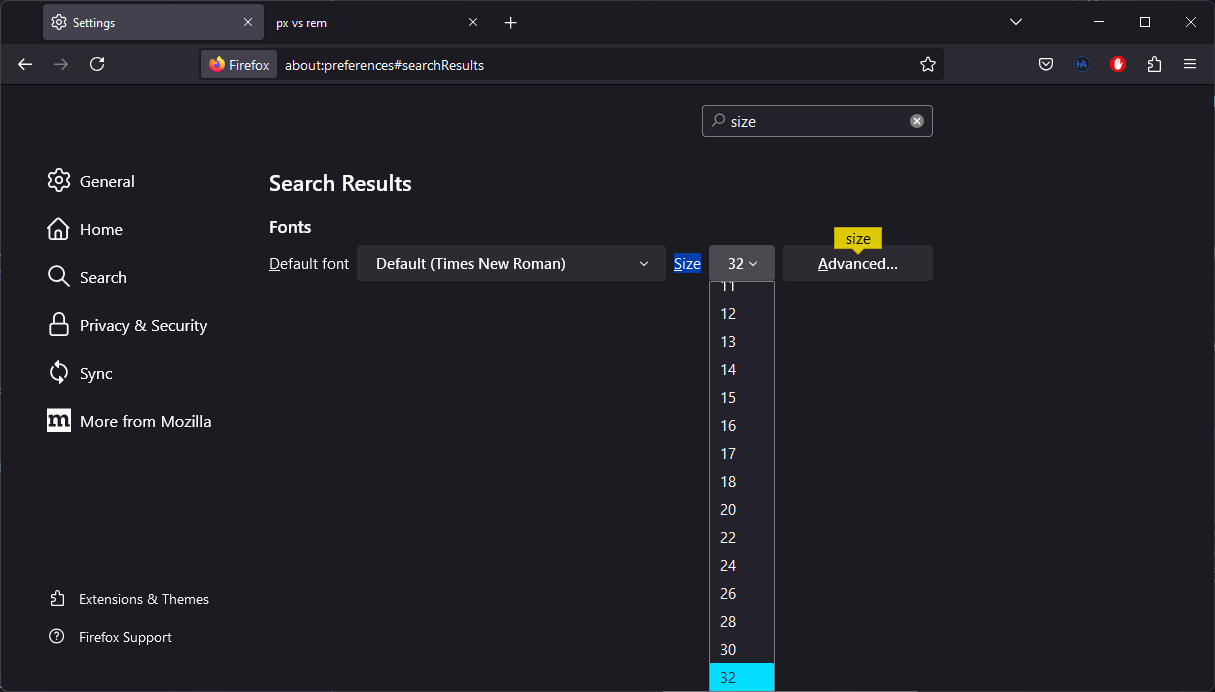 Settings
px vs rem
Firefox about:preferences#searchResults
size
General
Home
Search
Privacy & Security
Sync
m More from Mozilla
Extensions & Themes
Firefox Support
Search Results
Fonts
size
Default font Default (Times New Roman) Size 32 Advanced...
11
12
13
14
15
16
17
18
20
22
24
26
28
30
32